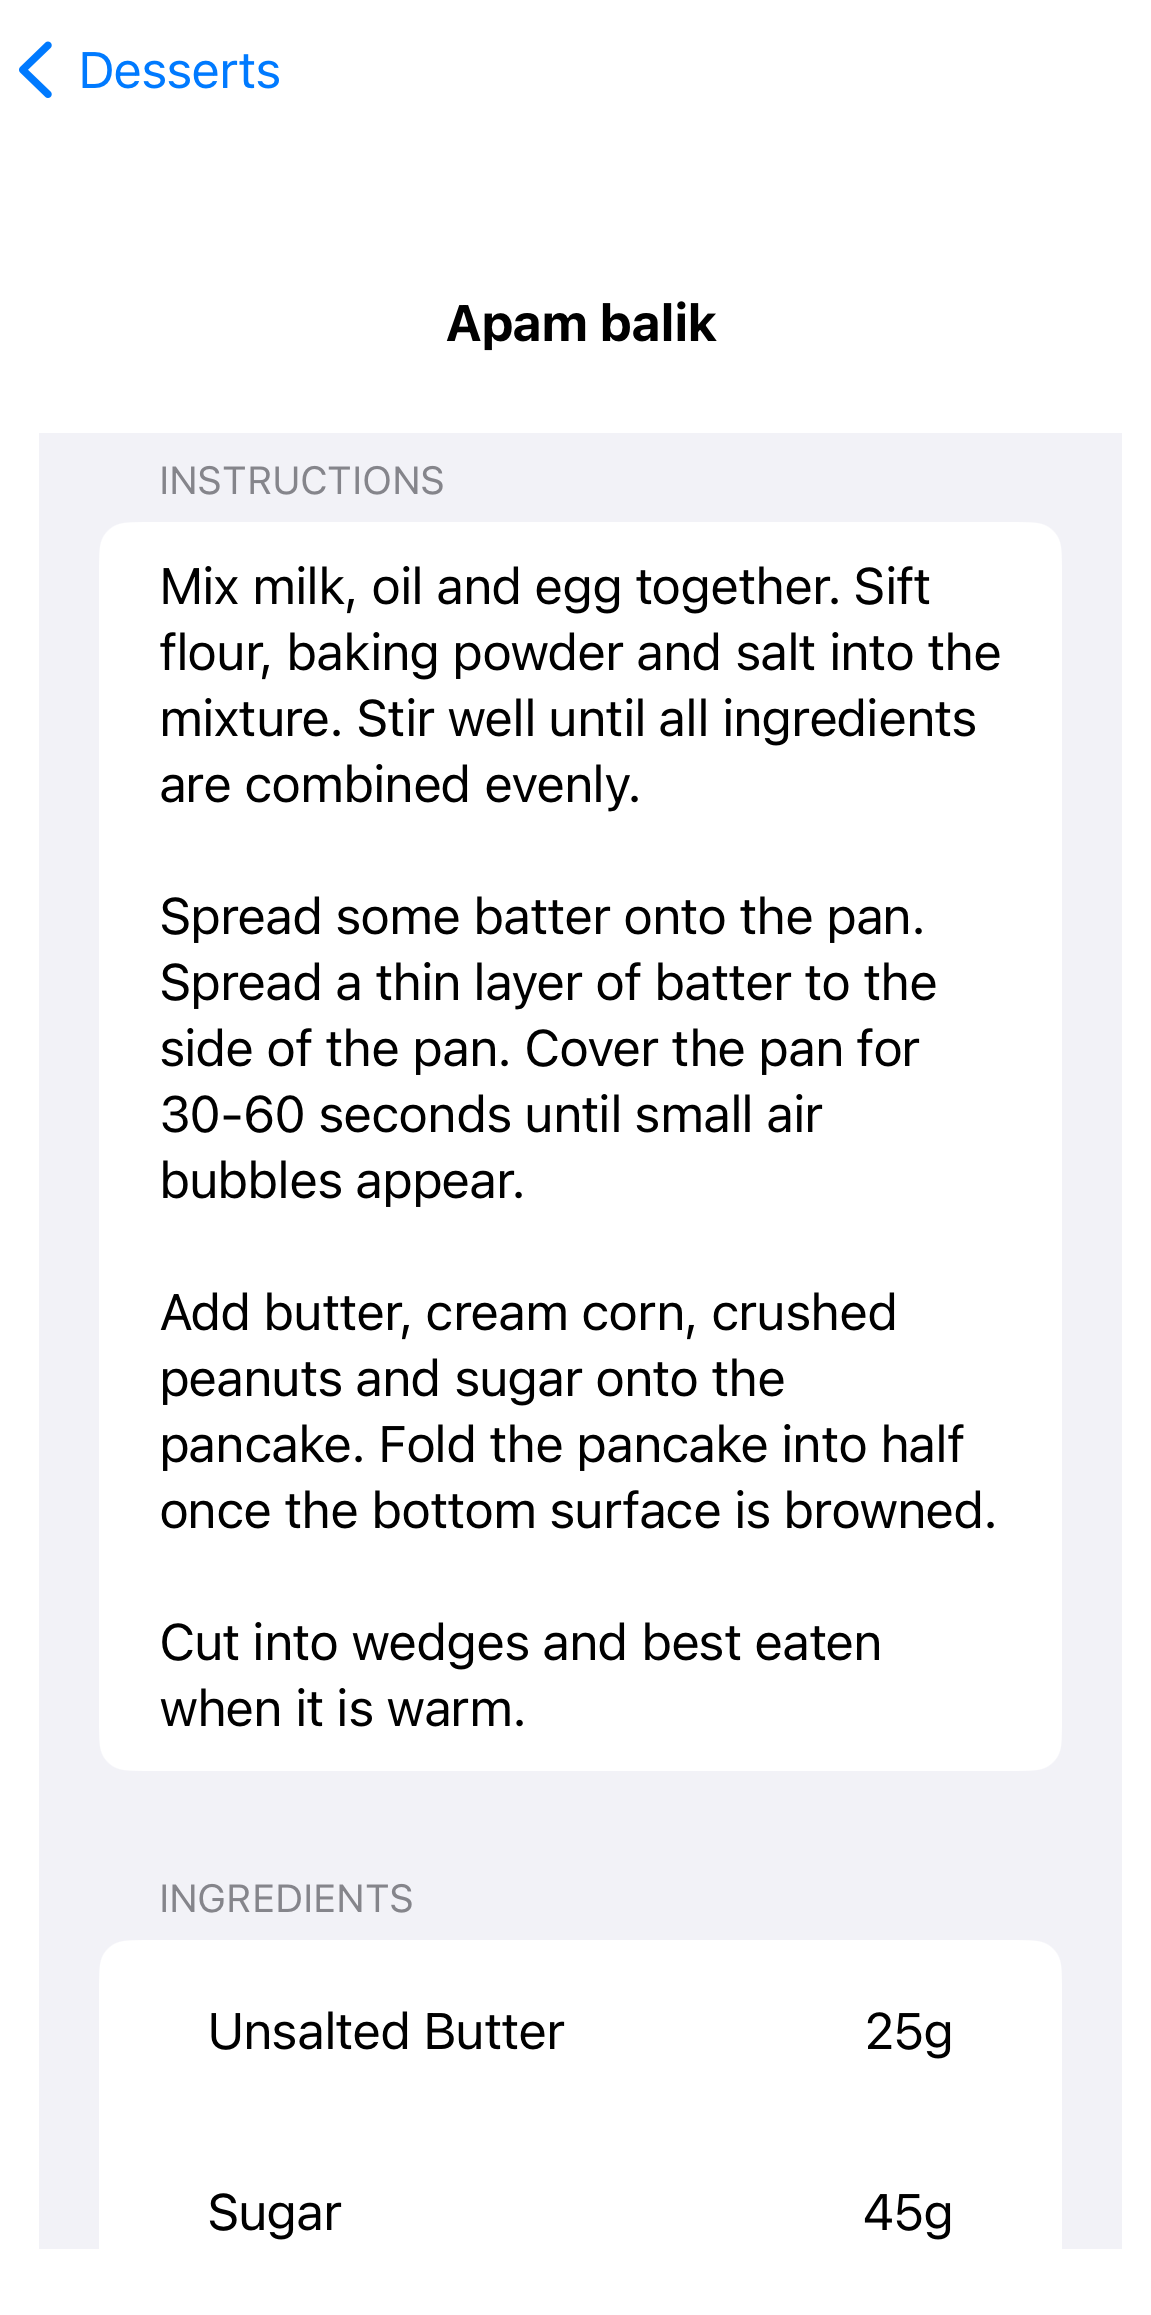 Desserts
Apam balik
INSTRUCTIONS
Mix milk, oil and egg together. Sift
flour, baking powder and salt into the
mixture. Stir well until all ingredients
are combined evenly.
Spread some batter onto the pan.
Spread a thin layer of batter to the
side of the pan. Cover the pan for
30-60 seconds until small air
bubbles appear.
Add butter, cream corn, crushed
peanuts and sugar onto the
pancake. Fold the pancake into half
once the bottom surface is browned.
Cut into wedges and best eaten
when it is warm.
INGREDIENTS
Unsalted Butter 25g
Sugar 45g